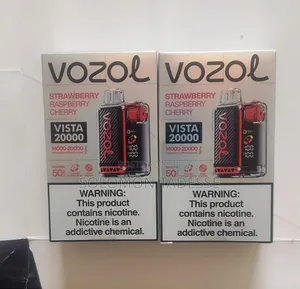 VOZOL
STRAWBERRY
RASPBERRY
CHERRY
VISTA
20000
50
WARNING:
This product
contains nicotine.
Nicotine is an
addictive chemical.
VOZOL
STRAWBERRY
RASPBERRY
CHERRY
VISTA
20000
50
WARNING:
This product
contains nicotine.
Nicotine is an
addictive chemical.